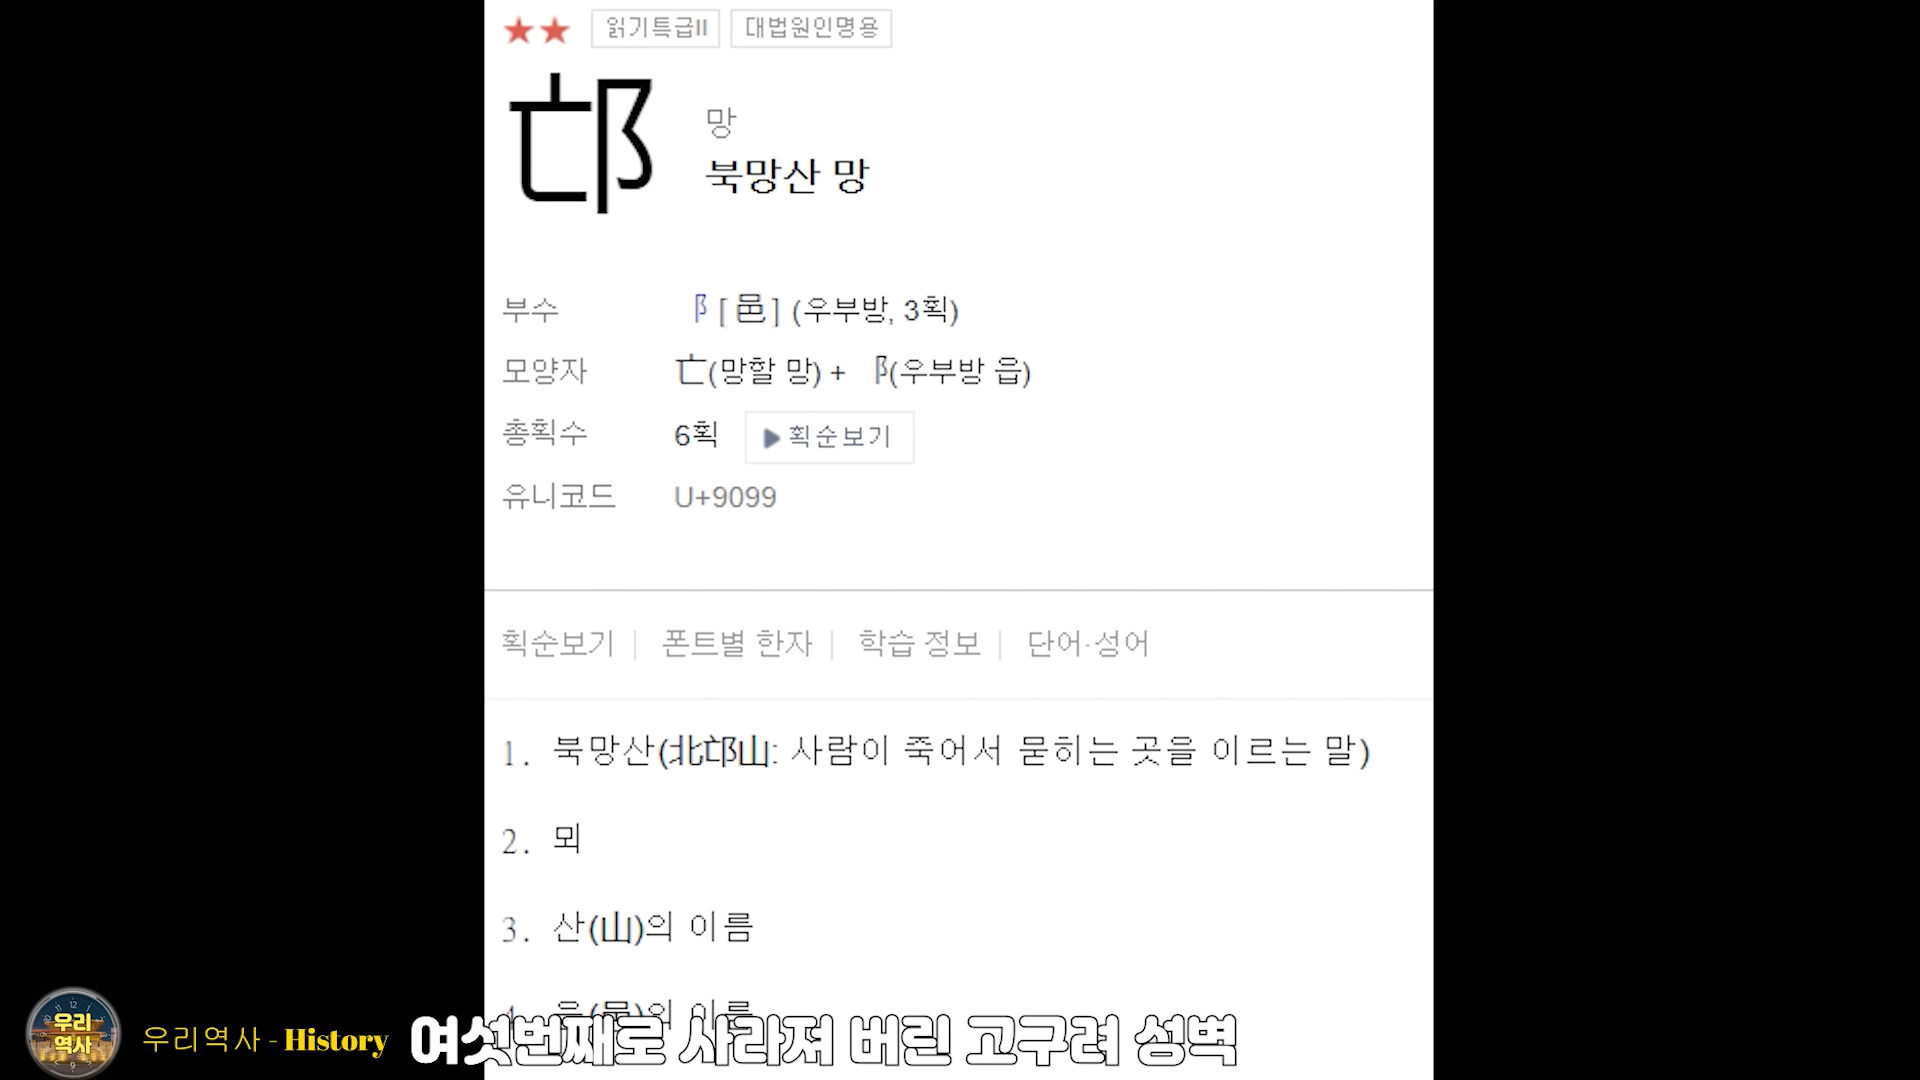 ★★ 읽기특급II 대법원인명용
邙
망
북망산 망
부수 阝[邑] (우부방, 3획)
모양자 亡(망할 망) + 阝(우부방 읍)
총획수 6획 ▶획순보기
유니코드 U+9099
획순보기 | 폰트별 한자 | 학습 정보 | 단어·성어
1. 북망산(北邙山: 사람이 죽어서 묻히는 곳을 이르는 말)
2. 뫼
3. 산(山)의 이름
우리
역사
우리역사 - History
여섯번째로 사라져 버린 고구려 성벽